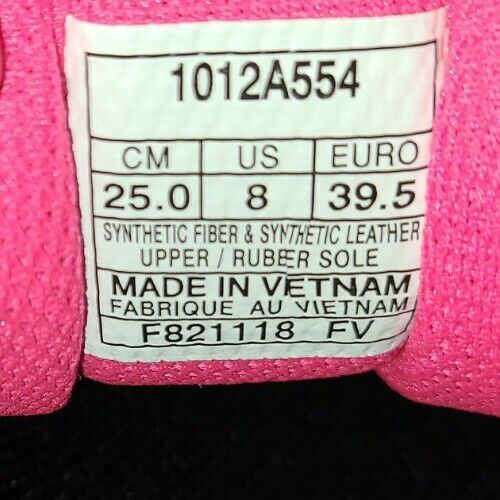 1012A554
CM US EURO
25.0 8 39.5
SYNTHETIC FIBER & SYNTHETIC LEATHER
UPPER / RUBBER SOLE
MADE IN VETNAM
FABRIQUE AU VIETNAM
F821118 FV